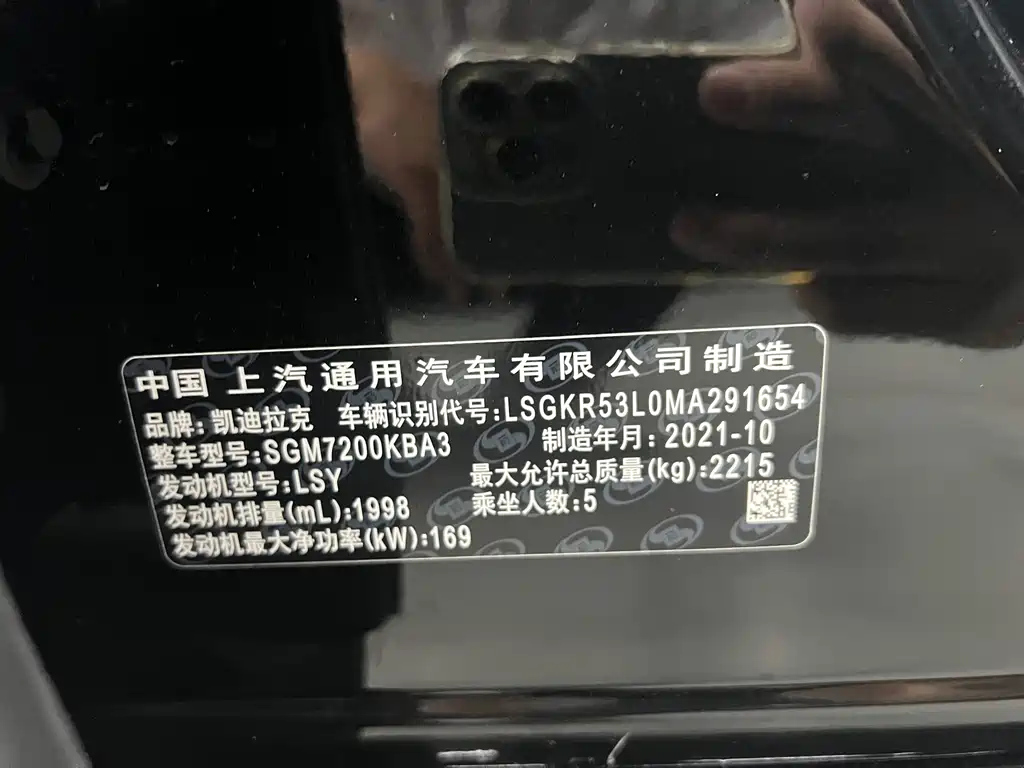 中国 上汽通用汽车有限公司制造
品牌: 凯迪拉克 车辆识别代号:LSGKR53L0MA291654
整车型号:SGM7200KBA3 制造年月: 2021-10
发动机型号:LSY 最大允许总质量(kg):2215
发动机排量(mL):1998 乘坐人数:5
发动机最大净功率(kW):169